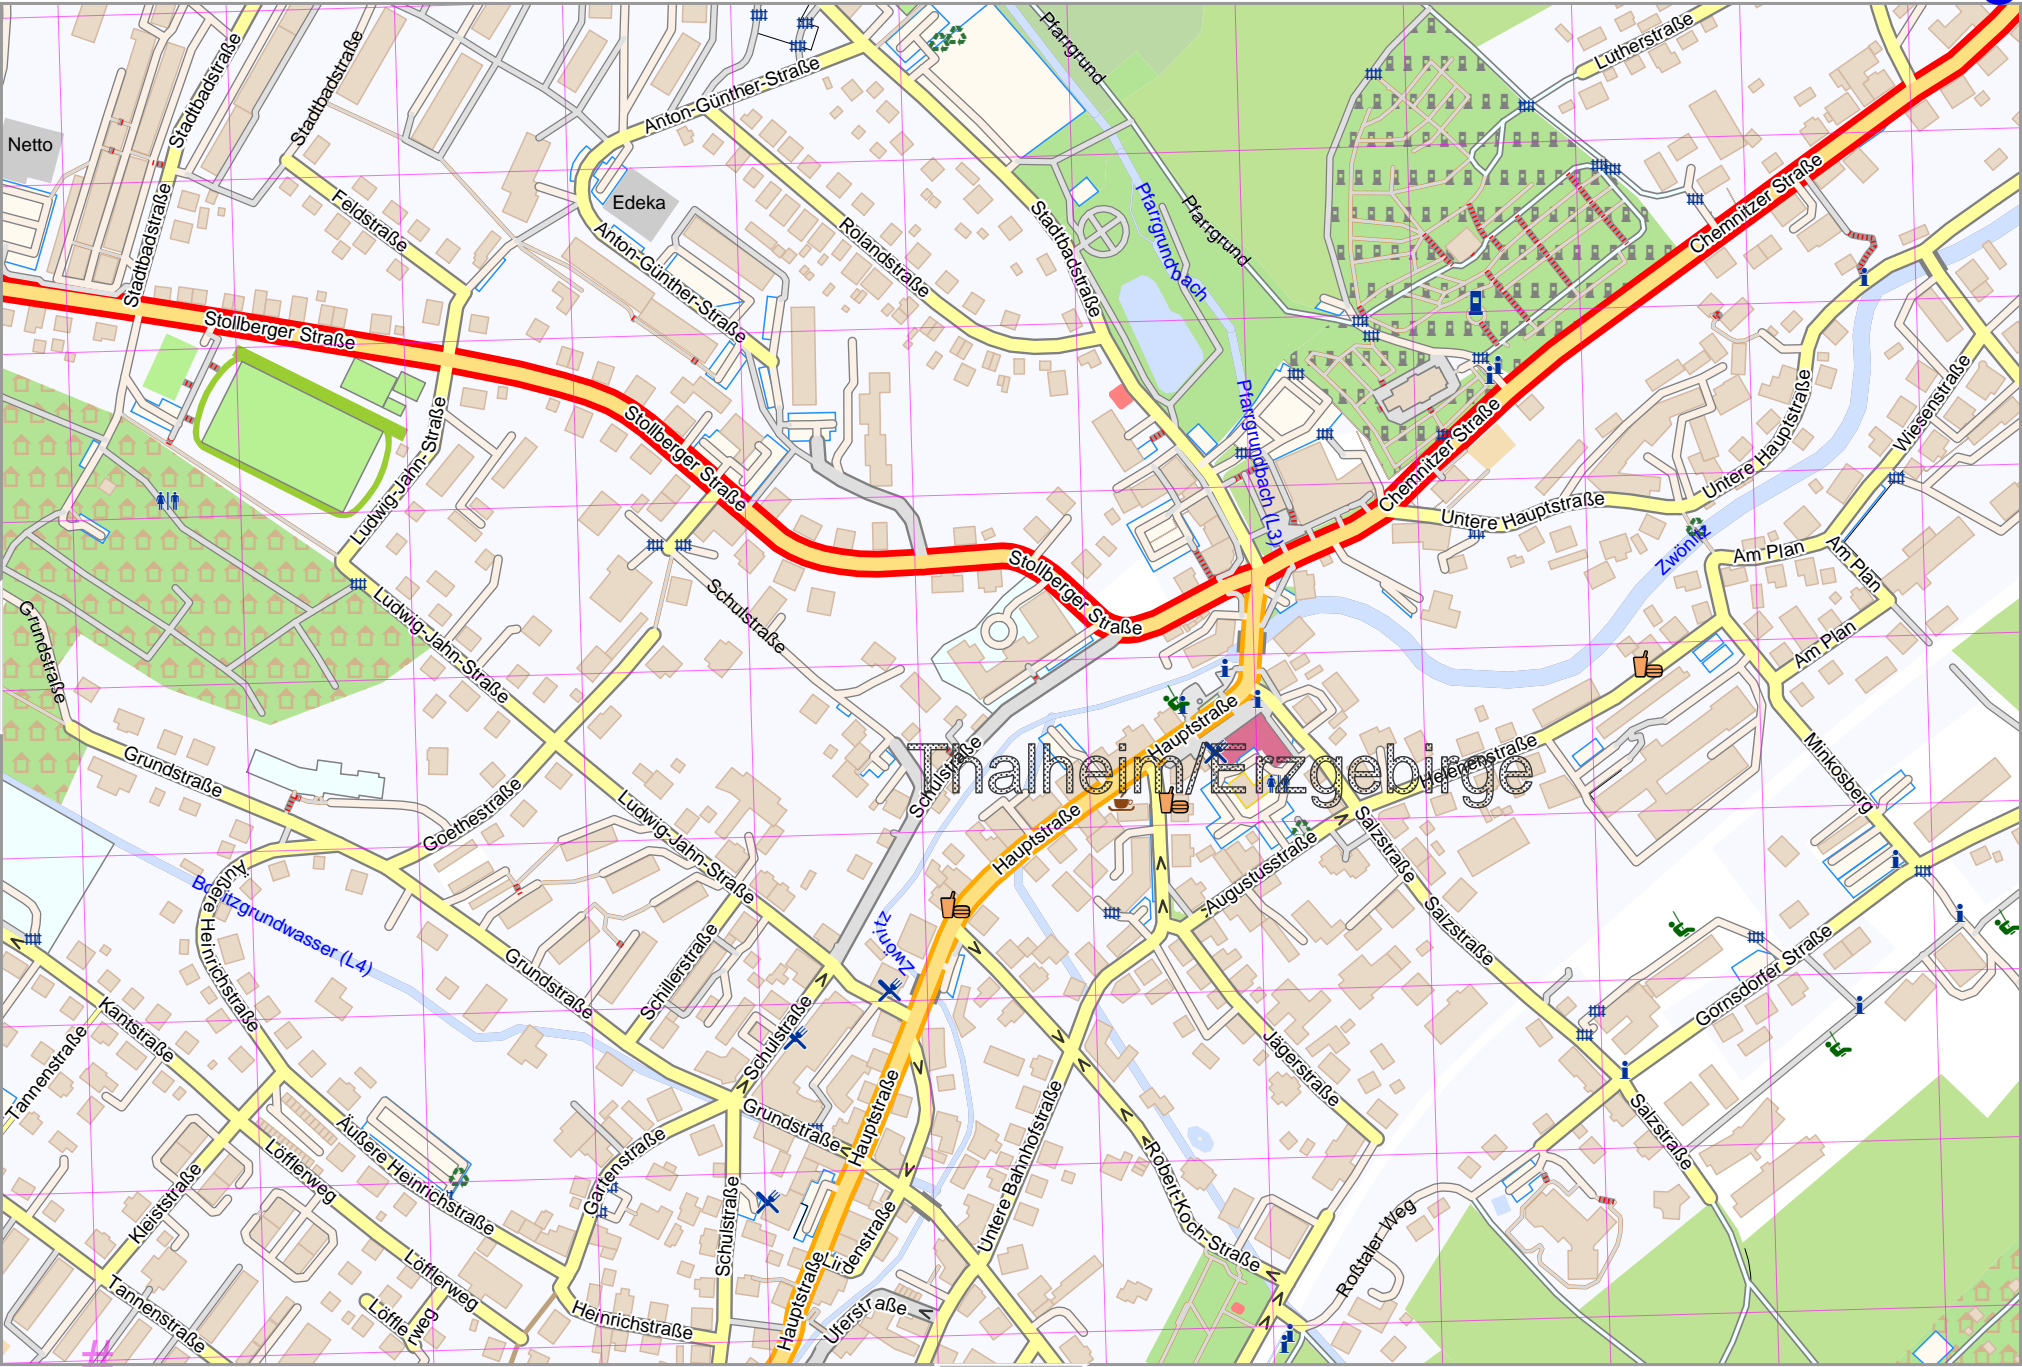 Pfarrgrund
Lutherstraße
Stadtbadstraße
Stadtbadstraße
Anton-Günther-Straße
Netto
Edeka
Chemnitzer Straße
Stadtbadstraße
Feldstraße
Rolandstraße
Stadtbadstraße
Pfarrgrundbach
Pfarrgrund
Anton-Günther-Straße
Stollberger Straße
Wiesenstraße
Untere Hauptstraße
Ludwig-Jahn-Straße
Stollberger Straße
Pfarrgrundbach (L3)
Chemnitzer Straße
Untere Hauptstraße
Zwönitz
Am Plan
Am Plan
Stollberger Straße
Schulstraße
Ludwig-Jahn-Straße
Grundstraße
Am Plan
Hauptstraße
Grundstraße
Schulstraße
Thalheim/Erzgebirge
Helenenstraße
Minkosberg
Goethestraße
Ludwig-Jahn-Straße
Hauptstraße
Salzstraße
Augustusstraße
Äußere Heinrichstraße
Bornitzgrundwasser (L4)
Zwönitz
Salzstraße
Grundstraße
Schillerstraße
Gornsdorfer Straße
Kantstraße
Schulstraße
Tannenstraße
Jägerstraße
Grundstraße
Hauptstraße
Untere Bahnhofstraße
Salzstraße
Äußere Heinrichstraße
Löfflerweg
Gartenstraße
Kleiststraße
Robert-Koch-Straße
Schulstraße
Lindenstraße
Roßtaler Weg
Löfflerweg
Tannenstraße
Löfflerweg
Heinrichstraße
Hauptstraße
Uferstraße
#